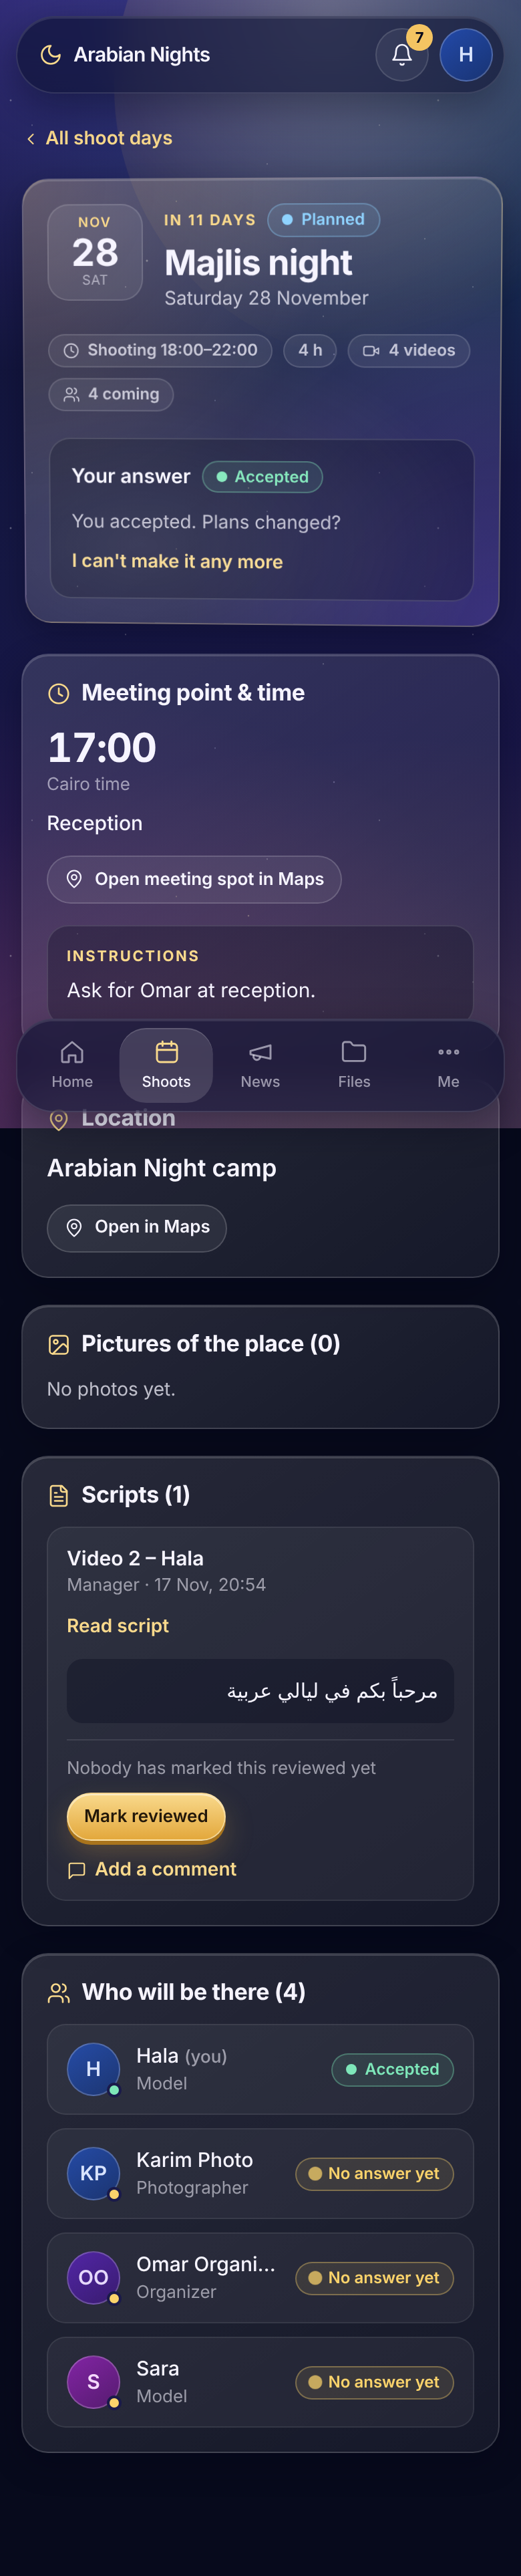 Arabian Nights
7
H
All shoot days
NOV
28
SAT
IN 11 DAYS
Planned
Majlis night
Saturday 28 November
Shooting 18:00–22:00
4 h
4 videos
4 coming
Your answer
Accepted
You accepted. Plans changed?
I can't make it any more
Meeting point & time
17:00
Cairo time
Reception
Open meeting spot in Maps
INSTRUCTIONS
Ask for Omar at reception.
Home
Shoots
News
Files
Me
Location
Arabian Night camp
Open in Maps
Pictures of the place (0)
No photos yet.
Scripts (1)
Video 2 – Hala
Manager · 17 Nov, 20:54
Read script
مرحباً بكم في ليالي عربية
Nobody has marked this reviewed yet
Mark reviewed
Add a comment
Who will be there (4)
H
Hala (you)
Model
Accepted
KP
Karim Photo
Photographer
No answer yet
OO
Omar Organi...
Organizer
No answer yet
S
Sara
Model
No answer yet